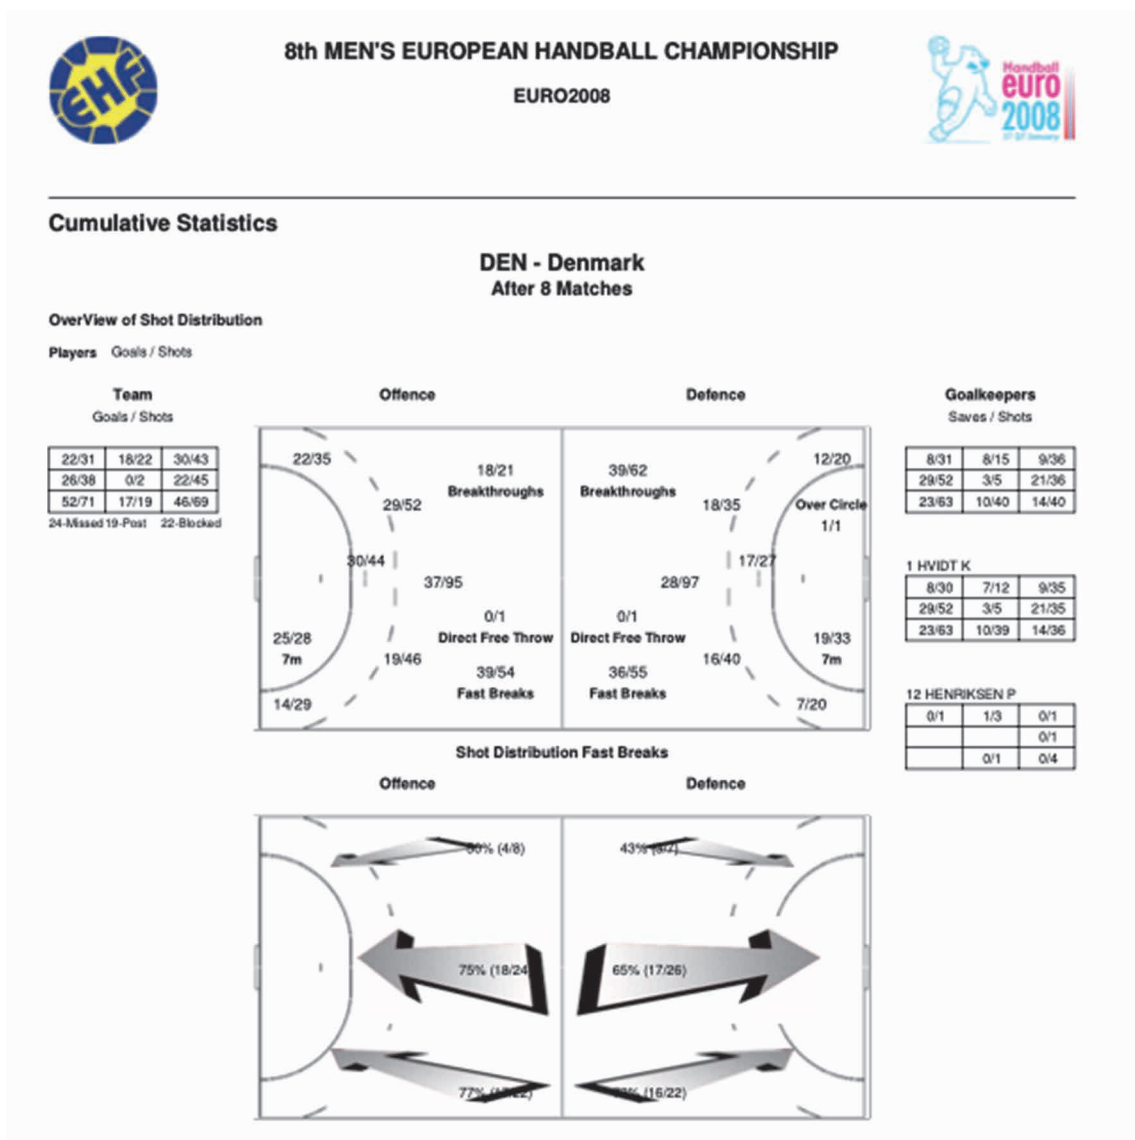 EHF
8th MEN'S EUROPEAN HANDBALL CHAMPIONSHIP
EURO2008
Handball
euro
2008
Cumulative Statistics
DEN - Denmark
After 8 Matches
OverView of Shot Distribution
Players Goals / Shots
Team
Goals / Shots
22/31 18/22 30/43
26/38 0/2 22/45
52/71 17/19 46/69
24-Missed 19-Post 22-Blocked
Offence Defence
22/35
18/21
Breakthroughs
29/52
30/44
37/95
0/1
Direct Free Throw
25/28
7m
19/46
39/54
Fast Breaks
14/29
39/62
Breakthroughs
12/20
18/35
Over Circle
1/1
17/27
28/97
0/1
Direct Free Throw
19/33
7m
16/40
36/55
Fast Breaks
7/20
Goalkeepers
Saves / Shots
8/31 8/15 9/36
29/52 3/5 21/36
23/63 10/40 14/40
1 HVIDT K
8/30 7/12 9/35
29/52 3/5 21/35
23/63 10/39 14/36
12 HENRIKSEN P
0/1 1/3 0/1
0/1
0/1 0/4
Shot Distribution Fast Breaks
Offence Defence
(4/8)
43%
75% (18/24
65% (17/26)
77%
(16/22)